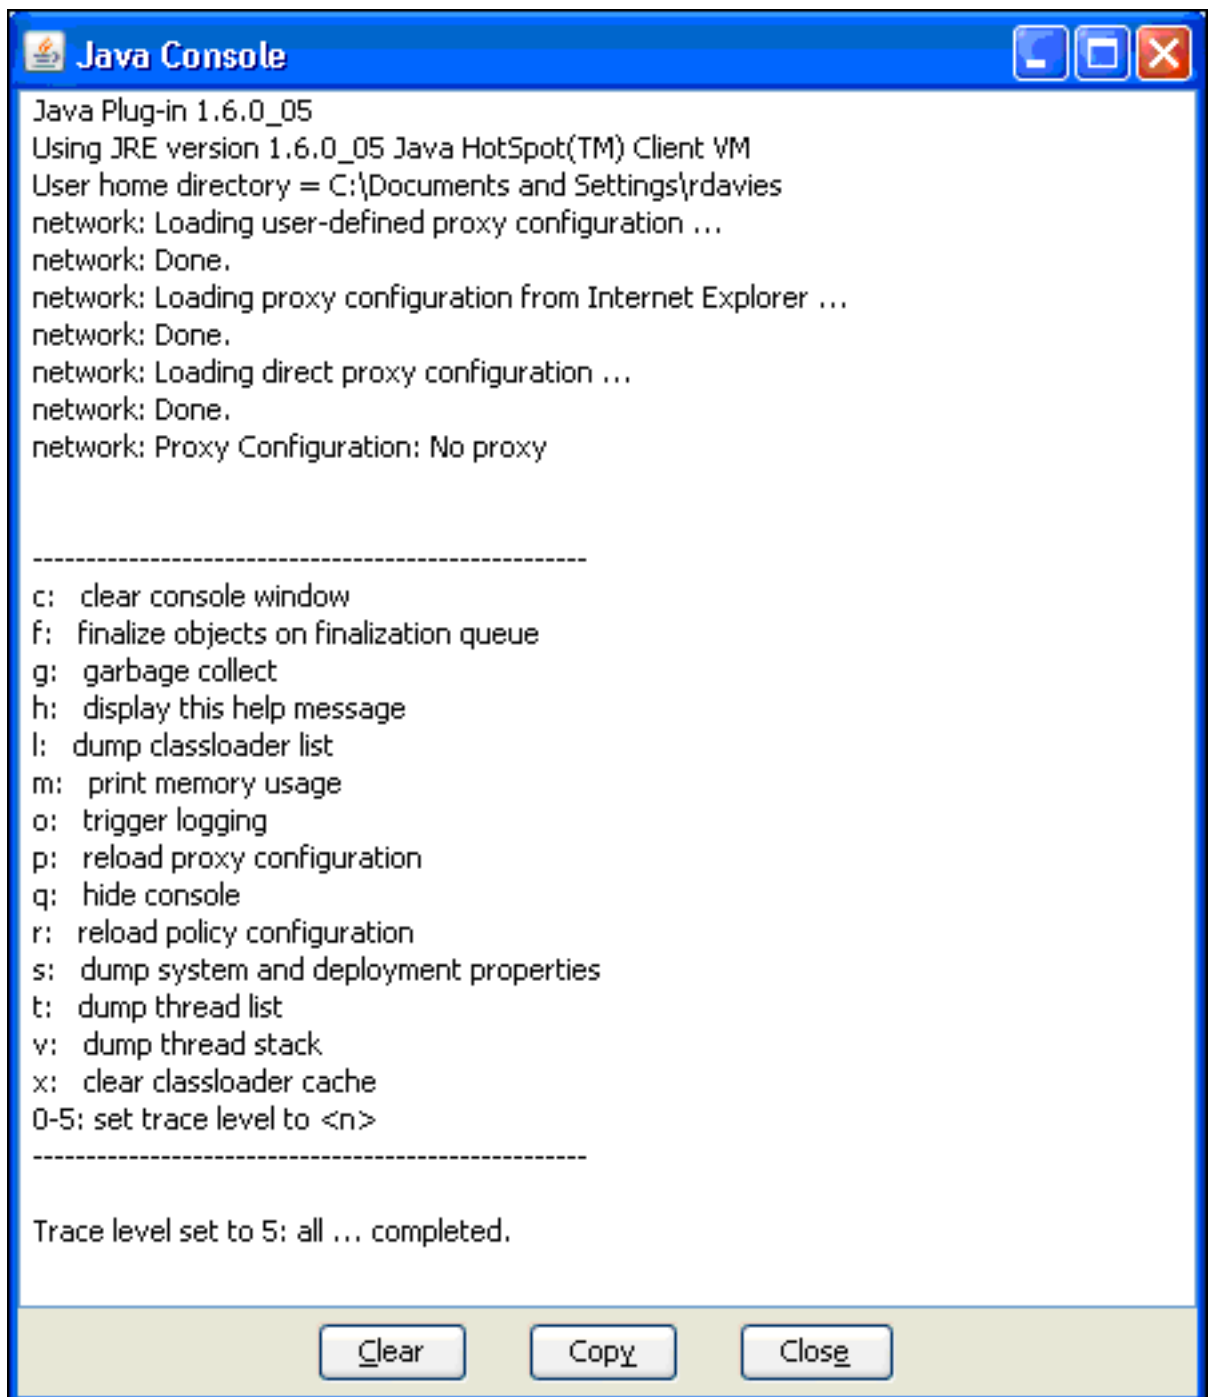 Java Console
Java Plug-in 1.6.0_05
Using JRE version 1.6.0_05 Java HotSpot(TM) Client VM
User home directory = C:\Documents and Settings\rdavies
network: Loading user-defined proxy configuration ...
network: Done.
network: Loading proxy configuration from Internet Explorer ...
network: Done.
network: Loading direct proxy configuration ...
network: Done.
network: Proxy Configuration: No proxy
----------------------------------------------------
c:   clear console window
f:   finalize objects on finalization queue
g:   garbage collect
h:   display this help message
l:   dump classloader list
m:   print memory usage
o:   trigger logging
p:   reload proxy configuration
q:   hide console
r:   reload policy configuration
s:   dump system and deployment properties
t:   dump thread list
v:   dump thread stack
x:   clear classloader cache
0-5: set trace level to <n>
----------------------------------------------------
Trace level set to 5: all ... completed.
Clear
Copy
Close